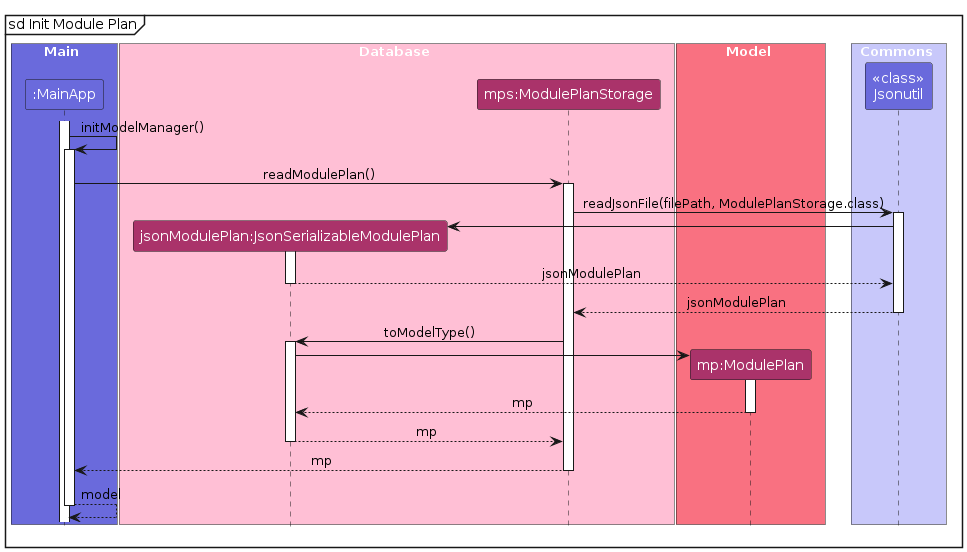 sd Init Module Plan
Main
Database
Model
Commons
:MainApp
mps:ModulePlanStorage
«class»
Jsonutil
initModelManager()
readModulePlan()
readJsonFile(filePath, ModulePlanStorage.class)
jsonModulePlan:JsonSerializableModulePlan
jsonModulePlan
jsonModulePlan
toModelType()
mp:ModulePlan
mp
mp
mp
model